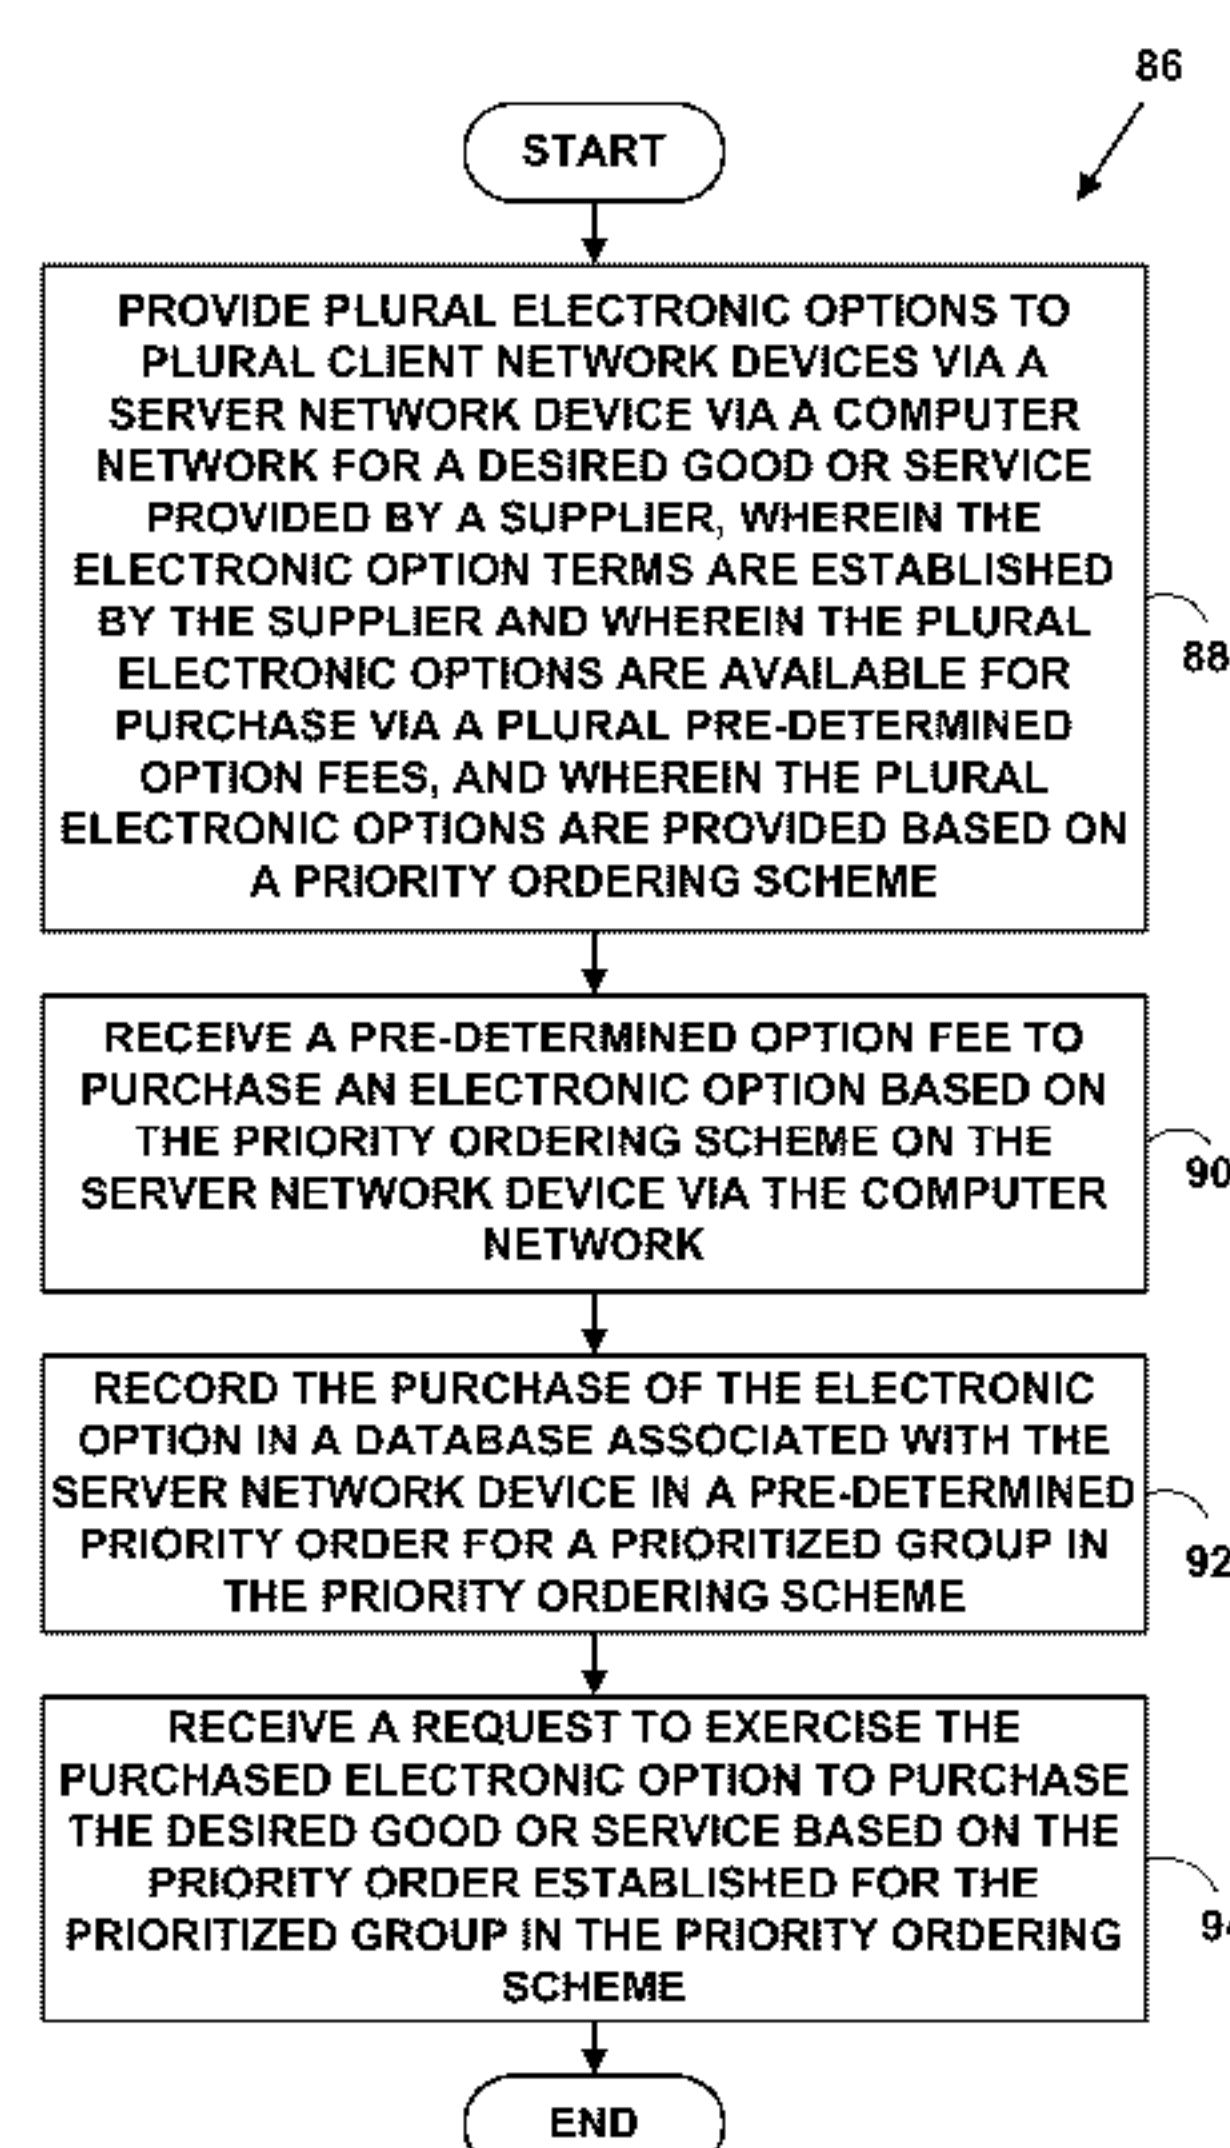 86
START
PROVIDE PLURAL ELECTRONIC OPTIONS TO
PLURAL CLIENT NETWORK DEVICES VIA A
SERVER NETWORK DEVICE VIA A COMPUTER
NETWORK FOR A DESIRED GOOD OR SERVICE
PROVIDED BY A SUPPLIER, WHEREIN THE
ELECTRONIC OPTION TERMS ARE ESTABLISHED
BY THE SUPPLIER AND WHEREIN THE PLURAL
ELECTRONIC OPTIONS ARE AVAILABLE FOR
PURCHASE VIA A PLURAL PRE-DETERMINED
OPTION FEES, AND WHEREIN THE PLURAL
ELECTRONIC OPTIONS ARE PROVIDED BASED ON
A PRIORITY ORDERING SCHEME
88
RECEIVE A PRE-DETERMINED OPTION FEE TO
PURCHASE AN ELECTRONIC OPTION BASED ON
THE PRIORITY ORDERING SCHEME ON THE
SERVER NETWORK DEVICE VIA THE COMPUTER
NETWORK
90
RECORD THE PURCHASE OF THE ELECTRONIC
OPTION IN A DATABASE ASSOCIATED WITH THE
SERVER NETWORK DEVICE IN A PRE-DETERMINED
PRIORITY ORDER FOR A PRIORITIZED GROUP IN
THE PRIORITY ORDERING SCHEME
92
RECEIVE A REQUEST TO EXERCISE THE
PURCHASED ELECTRONIC OPTION TO PURCHASE
THE DESIRED GOOD OR SERVICE BASED ON THE
PRIORITY ORDER ESTABLISHED FOR THE
PRIORITIZED GROUP IN THE PRIORITY ORDERING
SCHEME
94
END